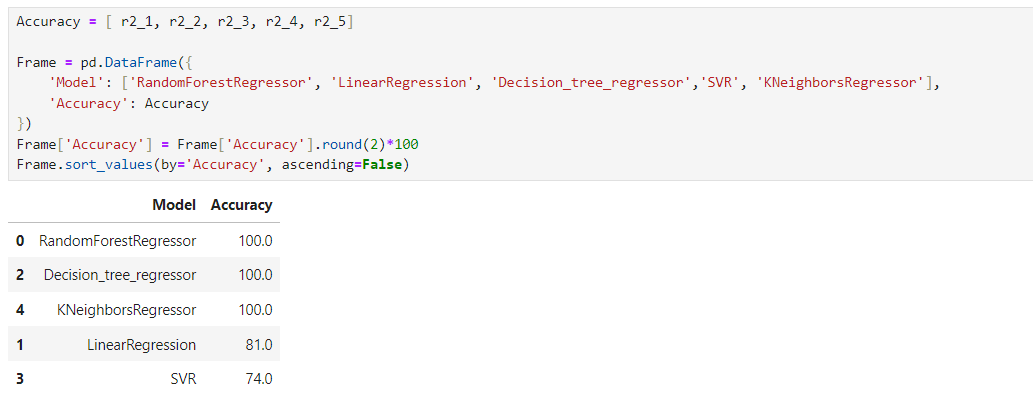 Accuracy = [ r2_1, r2_2, r2_3, r2_4, r2_5]
Frame = pd.DataFrame({
'Model': ['RandomForestRegressor', 'LinearRegression', 'Decision_tree_regressor','SVR', 'KNeighborsRegressor'],
'Accuracy': Accuracy
})
Frame['Accuracy'] = Frame['Accuracy'].round(2)*100
Frame.sort_values(by='Accuracy', ascending=False)
Model Accuracy
0 RandomForestRegressor 100.0
2 Decision_tree_regressor 100.0
4 KNeighborsRegressor 100.0
1 LinearRegression 81.0
3 SVR 74.0